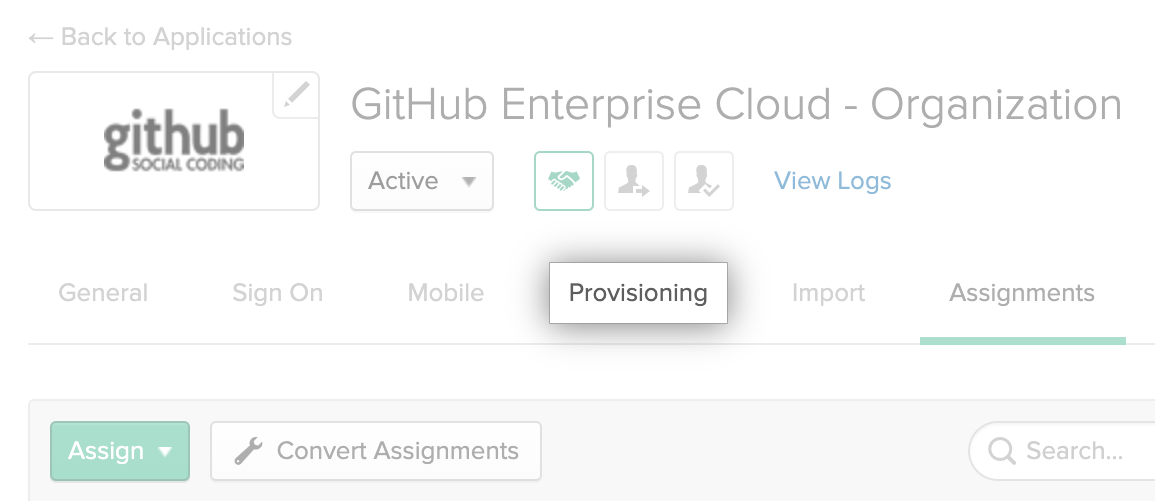 ← Back to Applications
github
SOCIAL CODING
GitHub Enterprise Cloud - Organization
Active
View Logs
General Sign On Mobile Provisioning Import Assignments
Assign Convert Assignments Search...